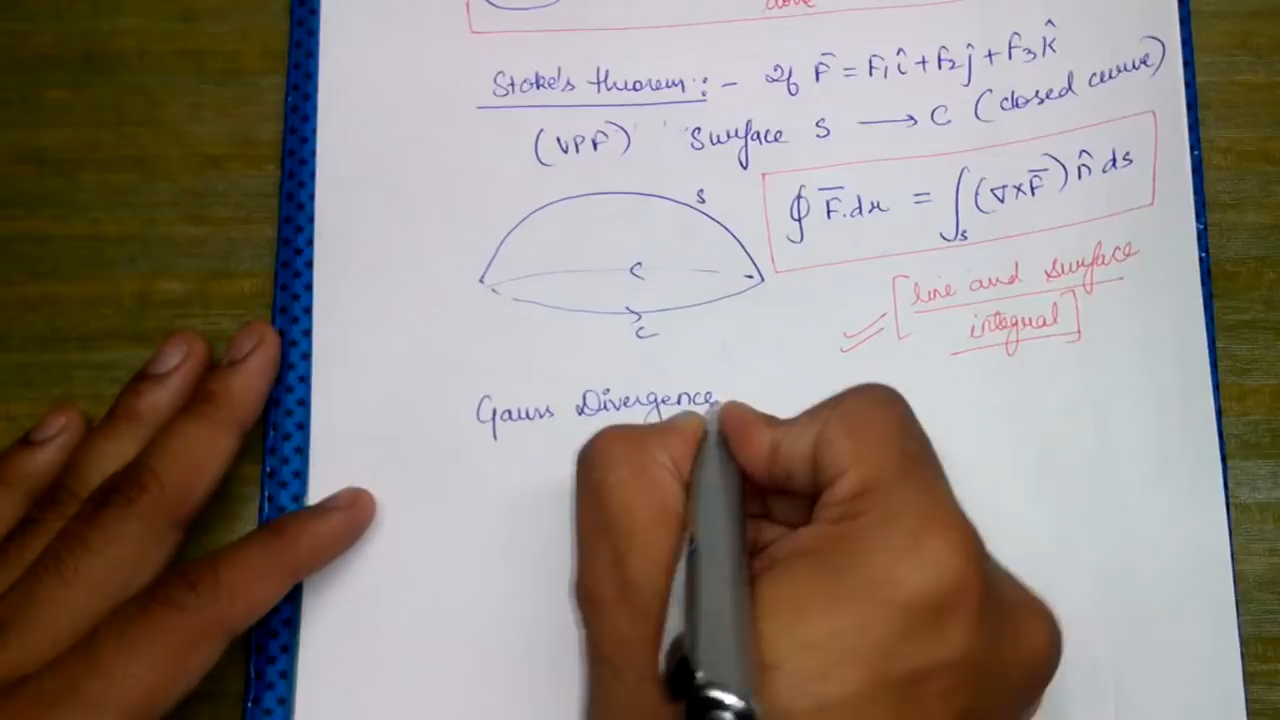 Stoke's theorem :- If F̄ = F₁î + F₂ĵ + F₃k̂
(VPF) Surface S ⟶ C (closed curve)
S
∮ F̄.dr = ∫ₛ (∇×F̄) n̂ ds
C
C
[line and surface
integral]
Gauss Divergence